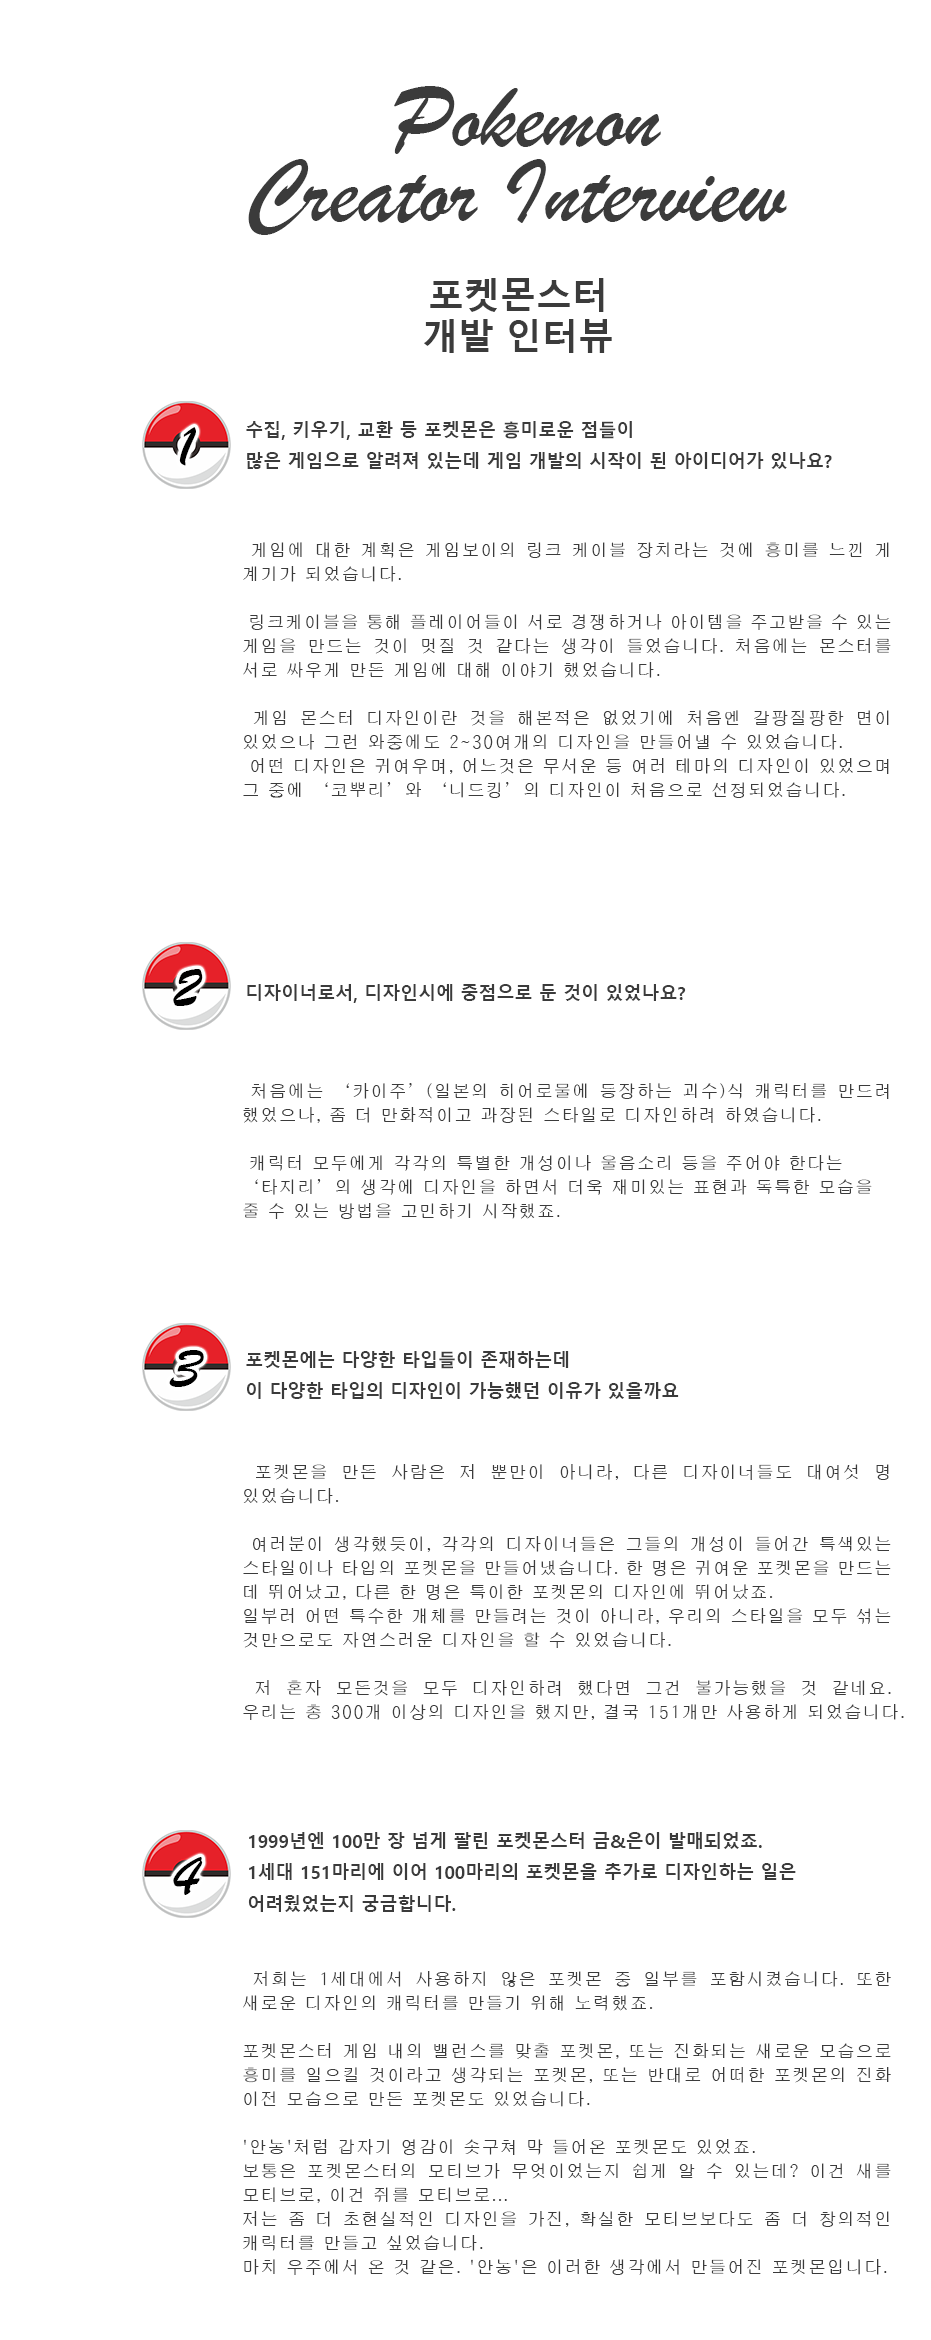 Pokemon
Creator Interview
포켓몬스터
개발 인터뷰
1
수집, 키우기, 교환 등 포켓몬은 흥미로운 점들이
많은 게임으로 알려져 있는데 게임 개발의 시작이 된 아이디어가 있나요?
게임에 대한 계획은 게임보이의 링크 케이블 장치라는 것에 흥미를 느낀 게
계기가 되었습니다.
링크케이블을 통해 플레이어들이 서로 경쟁하거나 아이템을 주고받을 수 있는
게임을 만드는 것이 멋질 것 같다는 생각이 들었습니다. 처음에는 몬스터를
서로 싸우게 만든 게임에 대해 이야기 했었습니다.
게임 몬스터 디자인이란 것을 해본적은 없었기에 처음엔 갈팡질팡한 면이
있었으나 그런 와중에도 2~30여개의 디자인을 만들어낼 수 있었습니다.
어떤 디자인은 귀여우며, 어느것은 무서운 등 여러 테마의 디자인이 있었으며
그 중에 ‘코뿌리’와 ‘니드킹’의 디자인이 처음으로 선정되었습니다.
2
디자이너로서, 디자인시에 중점으로 둔 것이 있었나요?
처음에는 ‘카이주’(일본의 히어로물에 등장하는 괴수)식 캐릭터를 만드려
했었으나, 좀 더 만화적이고 과장된 스타일로 디자인하려 하였습니다.
캐릭터 모두에게 각각의 특별한 개성이나 울음소리 등을 주어야 한다는
‘타지리’의 생각에 디자인을 하면서 더욱 재미있는 표현과 독특한 모습을
줄 수 있는 방법을 고민하기 시작했죠.
3
포켓몬에는 다양한 타입들이 존재하는데
이 다양한 타입의 디자인이 가능했던 이유가 있을까요
포켓몬을 만든 사람은 저 뿐만이 아니라, 다른 디자이너들도 대여섯 명
있었습니다.
여러분이 생각했듯이, 각각의 디자이너들은 그들의 개성이 들어간 특색있는
스타일이나 타입의 포켓몬을 만들어냈습니다. 한 명은 귀여운 포켓몬을 만드는
데 뛰어났고, 다른 한 명은 특이한 포켓몬의 디자인에 뛰어났죠.
일부러 어떤 특수한 개체를 만들려는 것이 아니라, 우리의 스타일을 모두 섞는
것만으로도 자연스러운 디자인을 할 수 있었습니다.
저 혼자 모든것을 모두 디자인하려 했다면 그건 불가능했을 것 같네요.
우리는 총 300개 이상의 디자인을 했지만, 결국 151개만 사용하게 되었습니다.
4
1999년엔 100만 장 넘게 팔린 포켓몬스터 금&은이 발매되었죠.
1세대 151마리에 이어 100마리의 포켓몬을 추가로 디자인하는 일은
어려웠었는지 궁금합니다.
저희는 1세대에서 사용하지 않은 포켓몬 중 일부를 포함시켰습니다. 또한
새로운 디자인의 캐릭터를 만들기 위해 노력했죠.
포켓몬스터 게임 내의 밸런스를 맞출 포켓몬, 또는 진화되는 새로운 모습으로
흥미를 일으킬 것이라고 생각되는 포켓몬, 또는 반대로 어떠한 포켓몬의 진화
이전 모습으로 만든 포켓몬도 있었습니다.
'안농'처럼 갑자기 영감이 솟구쳐 막 들어온 포켓몬도 있었죠.
보통은 포켓몬스터의 모티브가 무엇이었는지 쉽게 알 수 있는데? 이건 새를
모티브로, 이건 쥐를 모티브로...
저는 좀 더 초현실적인 디자인을 가진, 확실한 모티브보다도 좀 더 창의적인
캐릭터를 만들고 싶었습니다.
마치 우주에서 온 것 같은. '안농'은 이러한 생각에서 만들어진 포켓몬입니다.